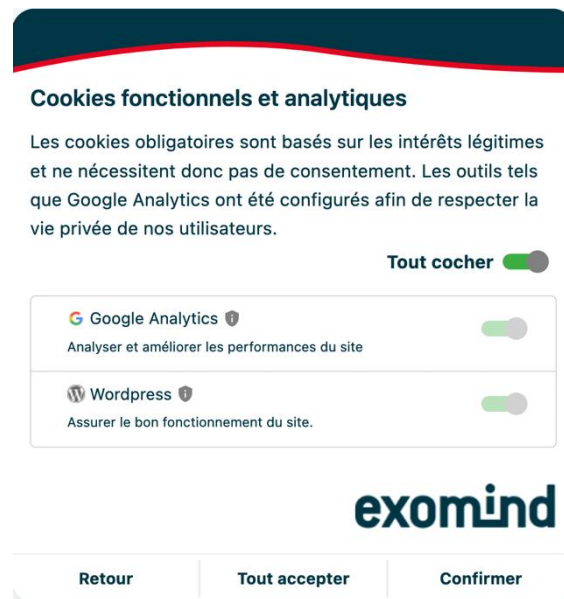 Cookies fonctionnels et analytiques
Les cookies obligatoires sont basés sur les intérêts légitimes
et ne nécessitent donc pas de consentement. Les outils tels
que Google Analytics ont été configurés afin de respecter la
vie privée de nos utilisateurs.
Tout cocher
Google Analytics
Analyser et améliorer les performances du site
Wordpress
Assurer le bon fonctionnement du site.
exomind
Retour Tout accepter Confirmer